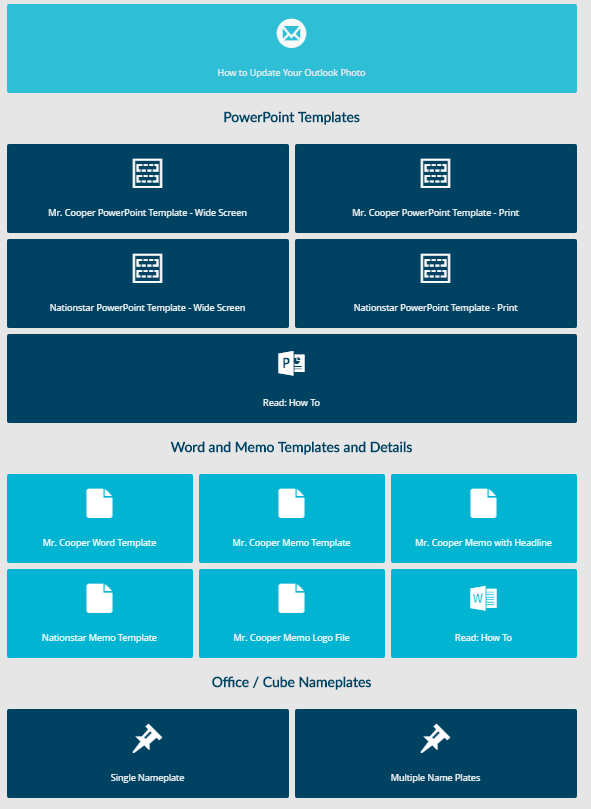 How to Update Your Outlook Photo
PowerPoint Templates
Mr. Cooper PowerPoint Template - Wide Screen
Mr. Cooper PowerPoint Template - Print
Nationstar PowerPoint Template - Wide Screen
Nationstar PowerPoint Template - Print
P
Read: How To
Word and Memo Templates and Details
Mr. Cooper Word Template
Mr. Cooper Memo Template
Mr. Cooper Memo with Headline
Nationstar Memo Template
Mr. Cooper Memo Logo File
W
Read: How To
Office / Cube Nameplates
Single Nameplate
Multiple Name Plates